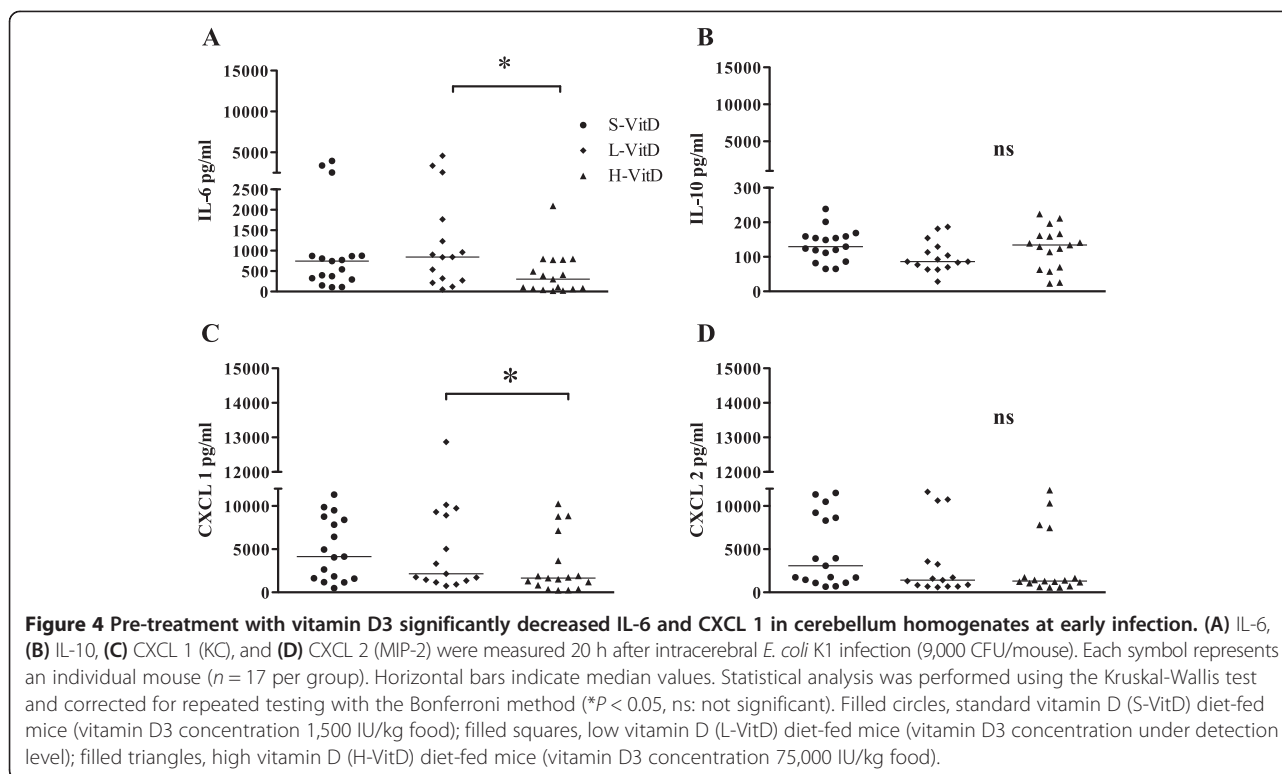 A
B
15000
10000
5000
2500
2000
1500
1000
500
0
IL-6 pg/ml
*
S-VitD
L-VitD
H-VitD
15000
10000
5000
300
200
100
0
IL-10 pg/ml
ns
C
D
15000
14000
13000
12000
10000
5000
0
CXCL 1 pg/ml
*
15000
14000
13000
12000
10000
5000
0
CXCL 2 pg/ml
ns
Figure 4 Pre-treatment with vitamin D3 significantly decreased IL-6 and CXCL 1 in cerebellum homogenates at early infection. (A) IL-6,
(B) IL-10, (C) CXCL 1 (KC), and (D) CXCL 2 (MIP-2) were measured 20 h after intracerebral E. coli K1 infection (9,000 CFU/mouse). Each symbol represents
an individual mouse (n = 17 per group). Horizontal bars indicate median values. Statistical analysis was performed using the Kruskal-Wallis test
and corrected for repeated testing with the Bonferroni method (*P < 0.05, ns: not significant). Filled circles, standard vitamin D (S-VitD) diet-fed
mice (vitamin D3 concentration 1,500 IU/kg food); filled squares, low vitamin D (L-VitD) diet-fed mice (vitamin D3 concentration under detection
level); filled triangles, high vitamin D (H-VitD) diet-fed mice (vitamin D3 concentration 75,000 IU/kg food).